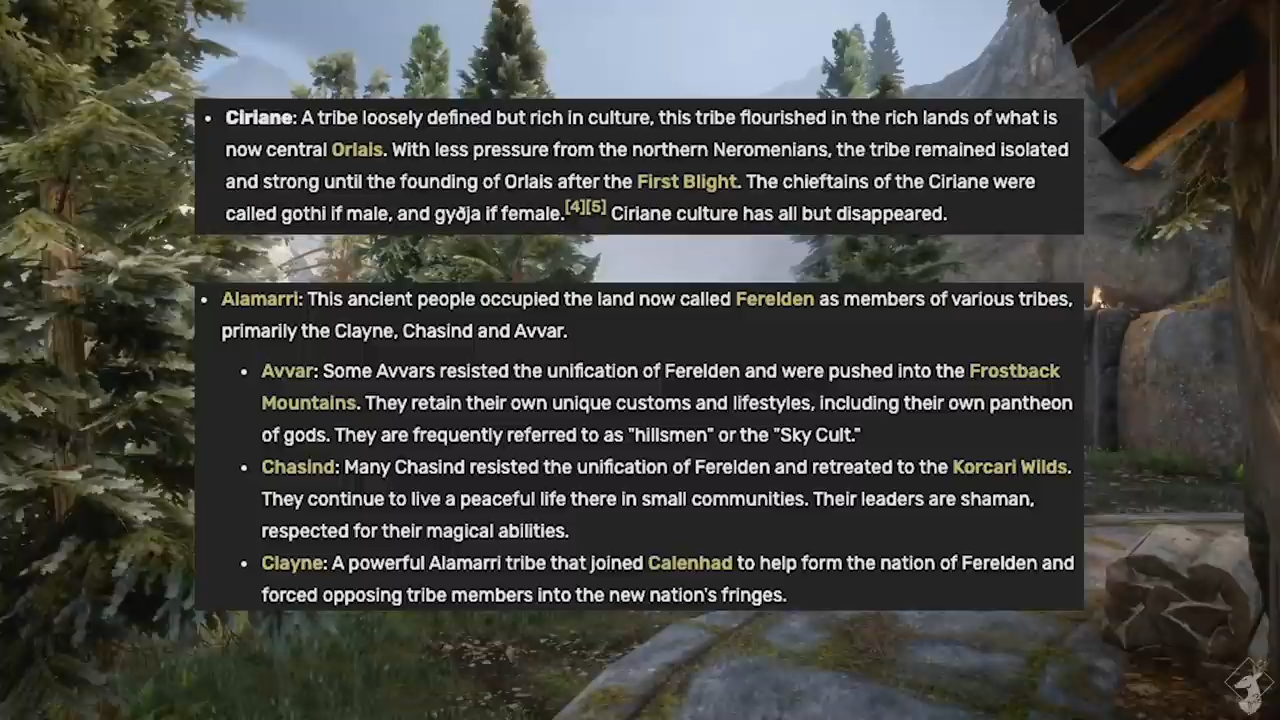 • Ciriane: A tribe loosely defined but rich in culture, this tribe flourished in the rich lands of what is
now central Orlais. With less pressure from the northern Neromenians, the tribe remained isolated
and strong until the founding of Orlais after the First Blight. The chieftains of the Ciriane were
called gothi if male, and gyðja if female.[4][5] Ciriane culture has all but disappeared.
• Alamarri: This ancient people occupied the land now called Ferelden as members of various tribes,
primarily the Clayne, Chasind and Avvar.
• Avvar: Some Avvars resisted the unification of Ferelden and were pushed into the Frostback
Mountains. They retain their own unique customs and lifestyles, including their own pantheon
of gods. They are frequently referred to as "hillsmen" or the "Sky Cult."
• Chasind: Many Chasind resisted the unification of Ferelden and retreated to the Korcari Wilds.
They continue to live a peaceful life there in small communities. Their leaders are shaman,
respected for their magical abilities.
• Clayne: A powerful Alamarri tribe that joined Calenhad to help form the nation of Ferelden and
forced opposing tribe members into the new nation's fringes.